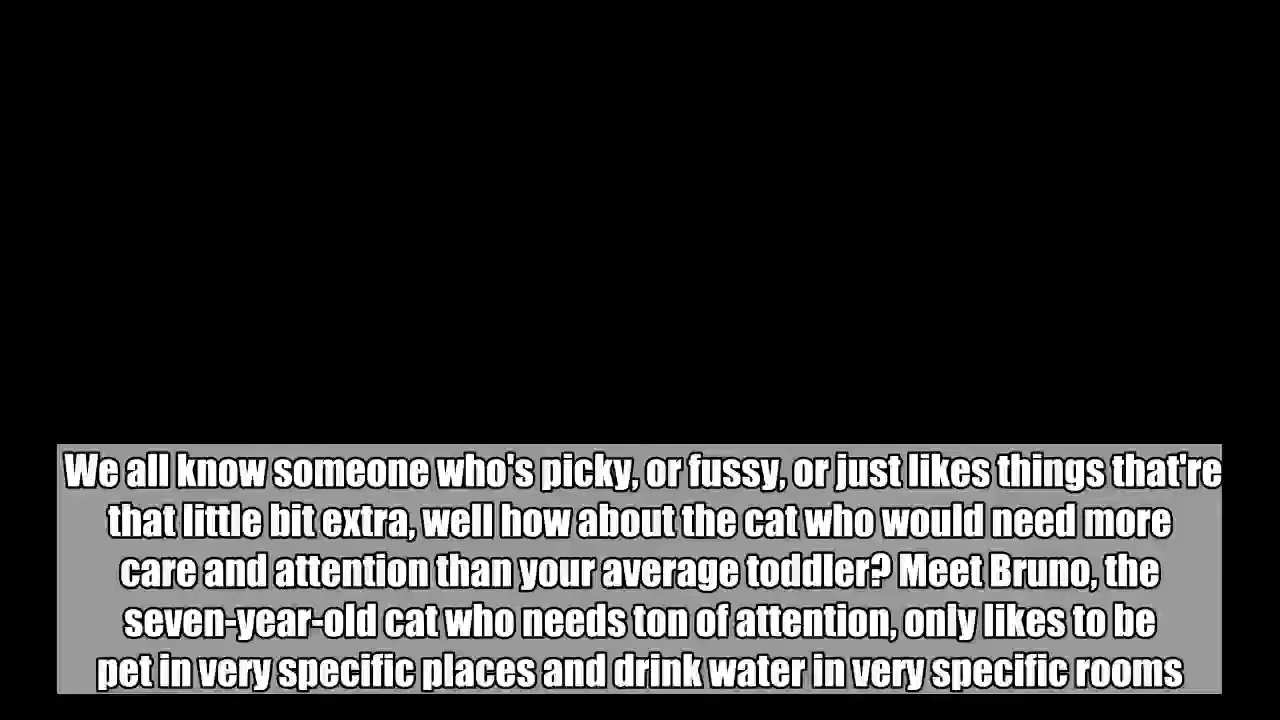 We all know someone who's picky, or fussy, or just likes things that're
that little bit extra, well how about the cat who would need more
care and attention than your average toddler? Meet Bruno, the
seven-year-old cat who needs ton of attention, only likes to be
pet in very specific places and drink water in very specific rooms